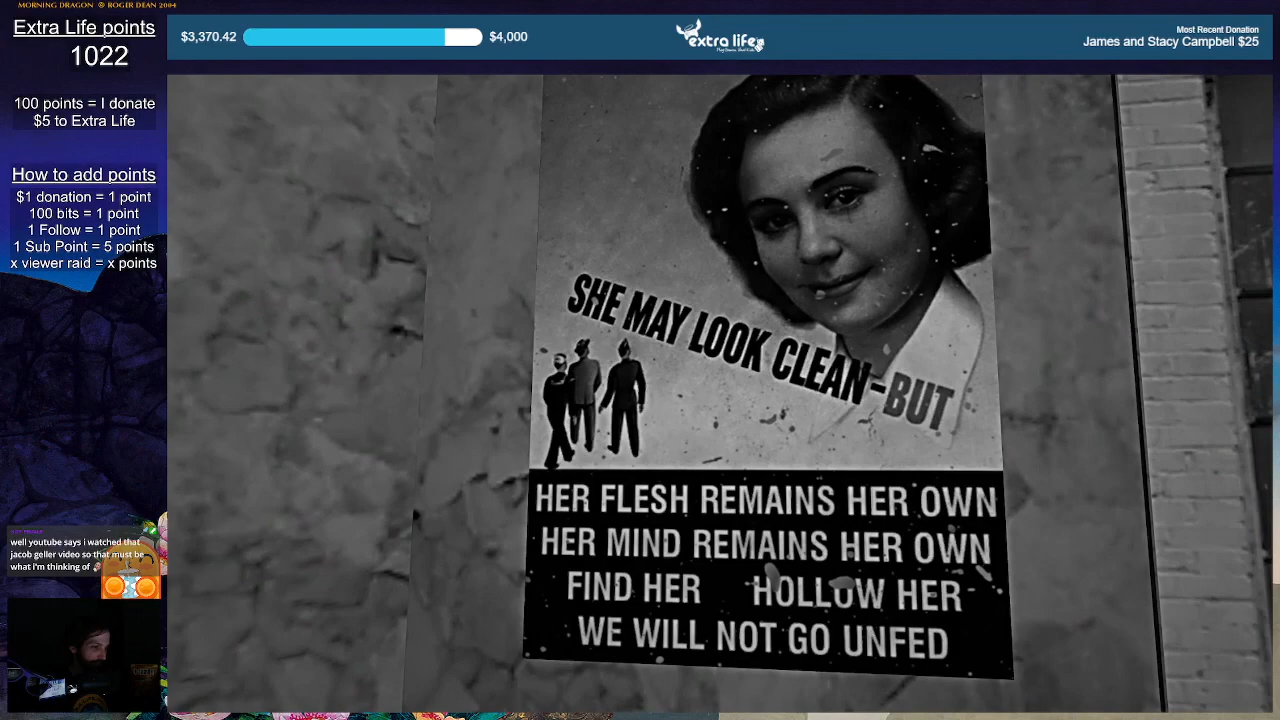 MORNING DRAGON © ROGER DEAN 2004
Extra Life points
1022
100 points = I donate
$5 to Extra Life
How to add points
$1 donation = 1 point
100 bits = 1 point
1 Follow = 1 point
1 Sub Point = 5 points
x viewer raid = x points
$3,370.42
$4,000
extra life
Play Games. Heal Kids.
Most Recent Donation
James and Stacy Campbell $25
SHE MAY LOOK CLEAN-BUT
HER FLESH REMAINS HER OWN
HER MIND REMAINS HER OWN
FIND HER HOLLOW HER
WE WILL NOT GO UNFED
well youtube says i watched that
jacob geller video so that must be
what I'm thinking of